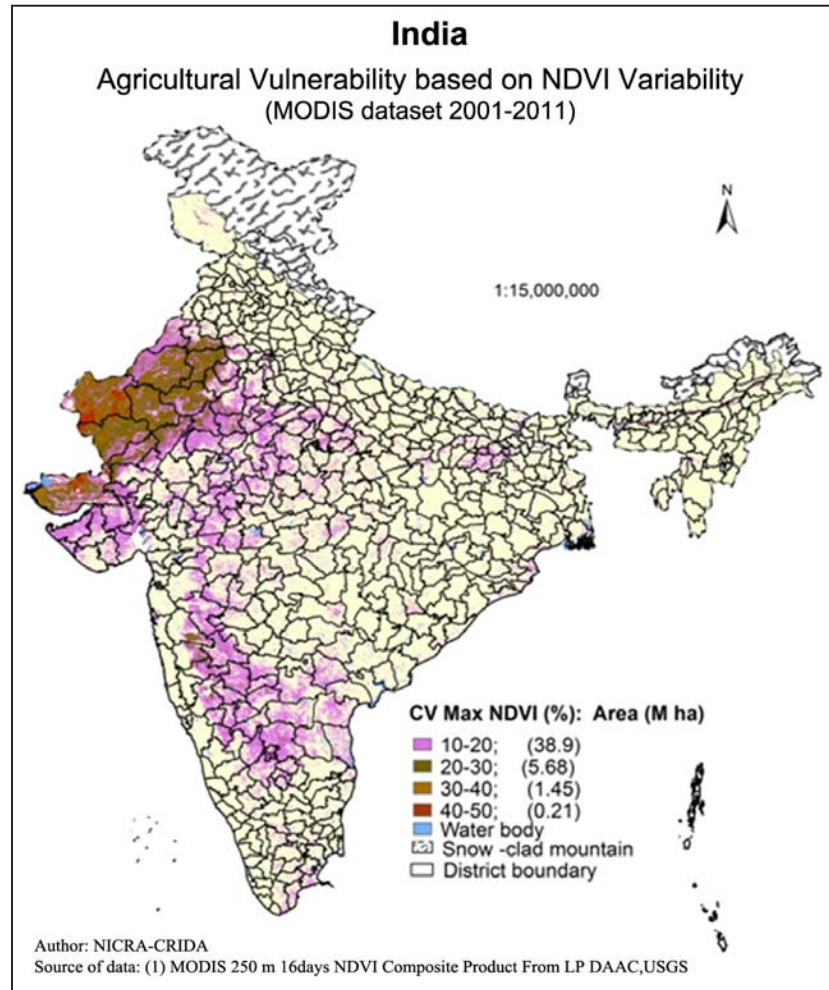 India
Agricultural Vulnerability based on NDVI Variability
(MODIS dataset 2001-2011)
N
1:15,000,000
CV Max NDVI (%): Area (M ha)
10-20; (38.9)
20-30; (5.68)
30-40; (1.45)
40-50; (0.21)
Water body
Snow -clad mountain
District boundary
Author: NICRA-CRIDA
Source of data: (1) MODIS 250 m 16days NDVI Composite Product From LP DAAC,USGS